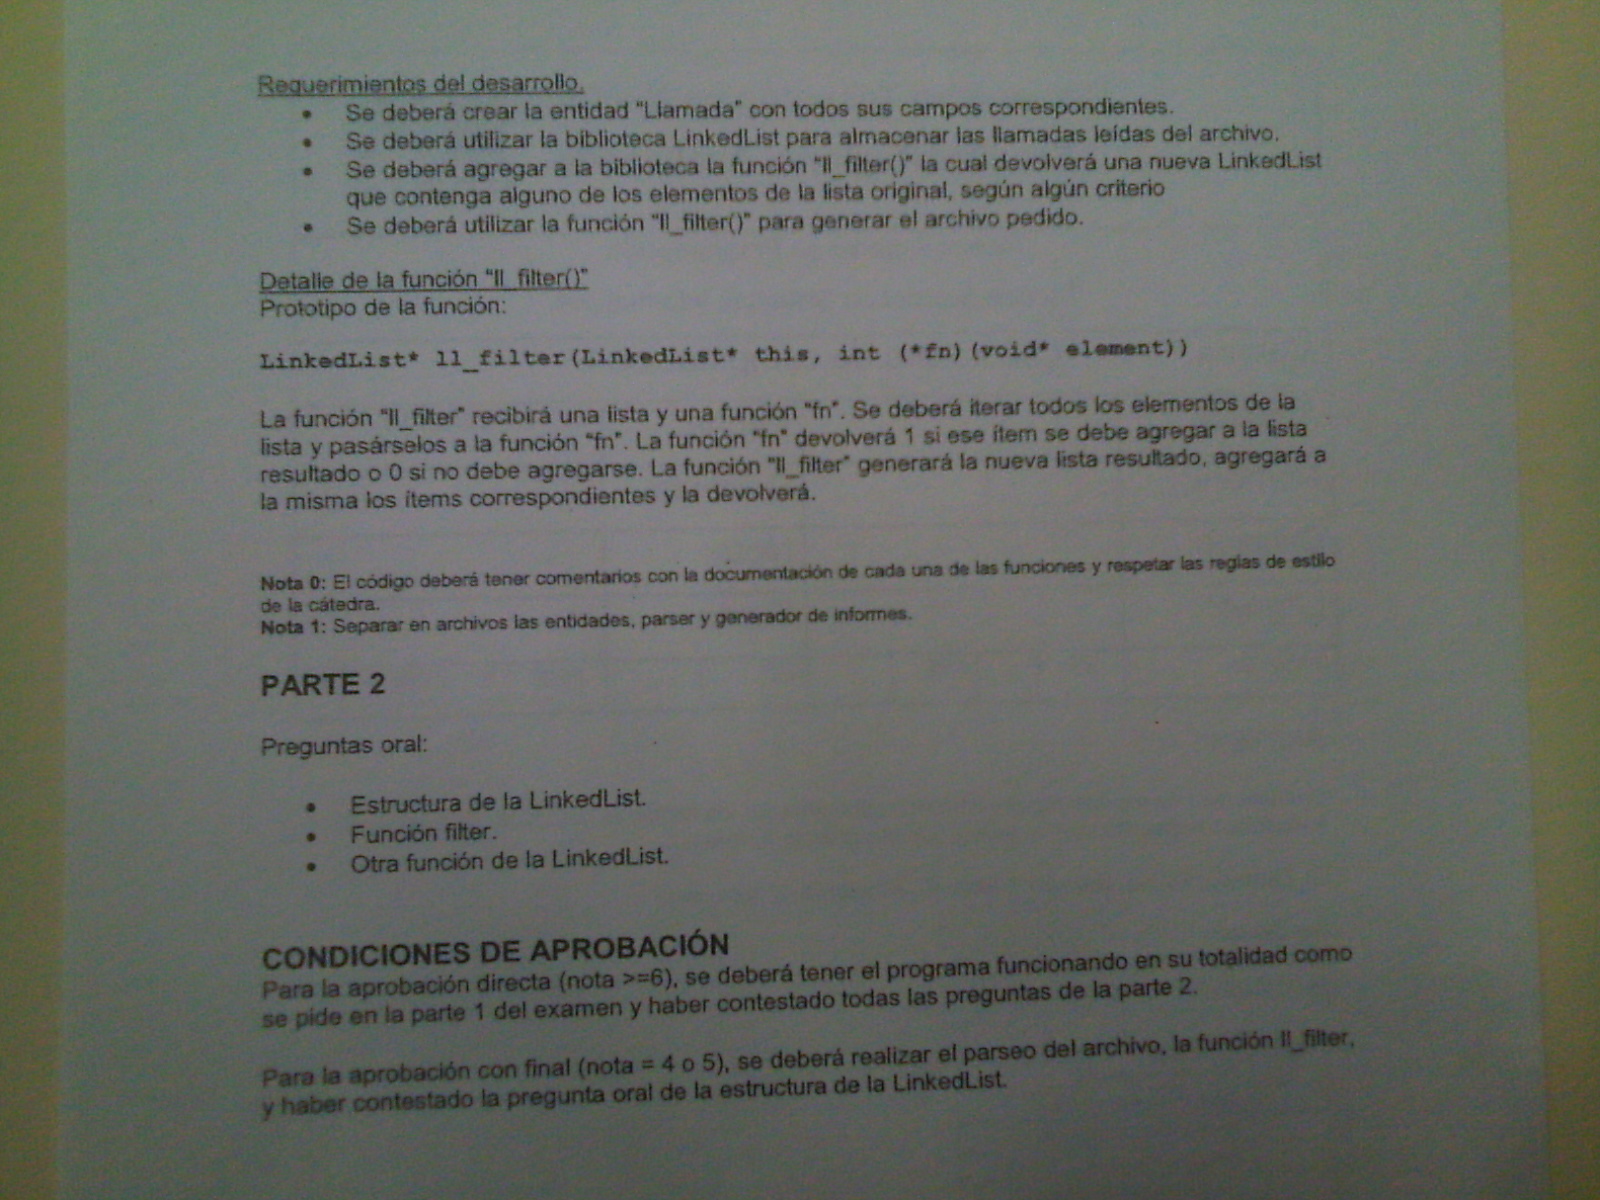 Requerimientos del desarrollo.
• Se deberá crear la entidad “Llamada” con todos sus campos correspondientes.
• Se deberá utilizar la biblioteca LinkedList para almacenar las llamadas leídas del archivo.
• Se deberá agregar a la biblioteca la función “ll_filter()” la cual devolverá una nueva LinkedList
que contenga alguno de los elementos de la lista original, según algún criterio
• Se deberá utilizar la función “ll_filter()” para generar el archivo pedido.
Detalle de la función “ll_filter()”
Prototipo de la función:
LinkedList* ll_filter(LinkedList* this, int (*fn)(void* element))
La función “ll_filter” recibirá una lista y una función “fn”. Se deberá iterar todos los elementos de la
lista y pasárselos a la función “fn”. La función “fn” devolverá 1 si ese ítem se debe agregar a la lista
resultado o 0 si no debe agregarse. La función “ll_filter” generará la nueva lista resultado, agregará a
la misma los ítems correspondientes y la devolverá.
Nota 0: El código deberá tener comentarios con la documentación de cada una de las funciones y respetar las reglas de estilo
de la cátedra.
Nota 1: Separar en archivos las entidades, parser y generador de informes.
PARTE 2
Preguntas oral:
• Estructura de la LinkedList.
• Función filter.
• Otra función de la LinkedList.
CONDICIONES DE APROBACIÓN
Para la aprobación directa (nota >=6), se deberá tener el programa funcionando en su totalidad como
se pide en la parte 1 del examen y haber contestado todas las preguntas de la parte 2.
Para la aprobación con final (nota = 4 o 5), se deberá realizar el parseo del archivo, la función ll_filter,
y haber contestado la pregunta oral de la estructura de la LinkedList.